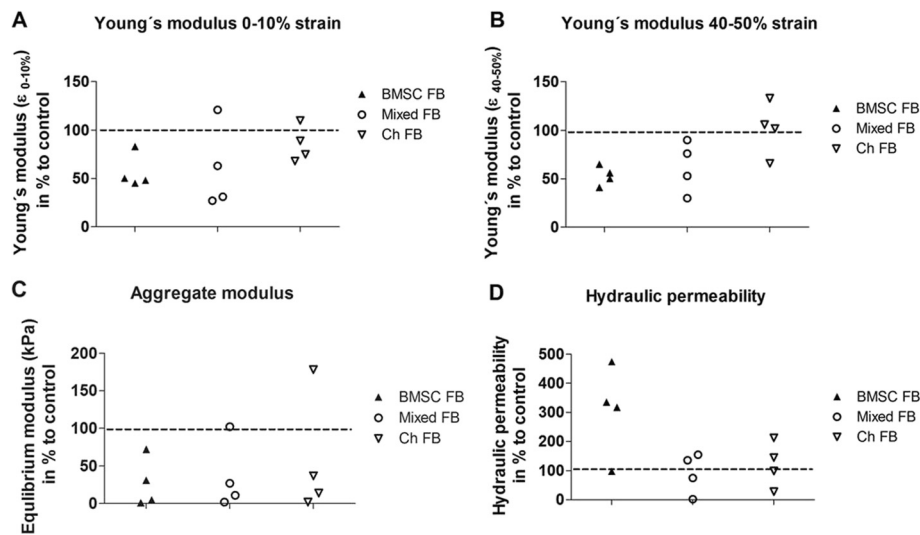 A
Young´s modulus 0-10% strain
Young´s modulus (ε 0-10%)
in % to control
150
100
50
0
BMSC FB
Mixed FB
Ch FB
B
Young´s modulus 40-50% strain
Young´s modulus (ε 40-50%)
in % to control
150
100
50
0
BMSC FB
Mixed FB
Ch FB
C
Aggregate modulus
Equlibrium modulus (kPa)
in % to control
200
150
100
50
0
BMSC FB
Mixed FB
Ch FB
D
Hydraulic permeability
Hydraulic permeability
in % to control
500
400
300
200
100
0
BMSC FB
Mixed FB
Ch FB